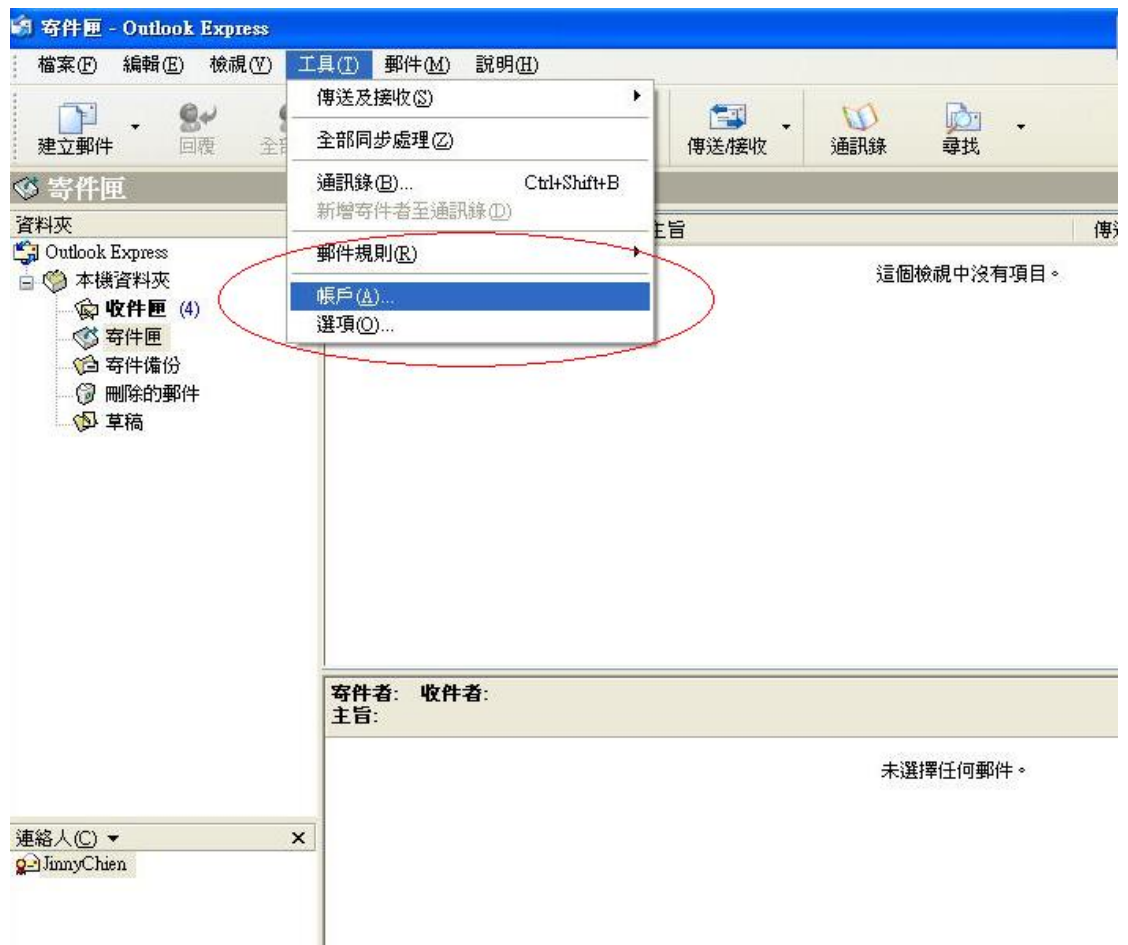 寄件匣 - Outlook Express
檔案(F) 編輯(E) 檢視(V) 工具(T) 郵件(M) 說明(H)
建立郵件 回覆 傳送/接收 通訊錄 尋找
傳送及接收(S)
全部同步處理(Z)
通訊錄(B)... Ctrl+Shift+B
新增寄件者至通訊錄(D)
郵件規則(R)
帳戶(A)...
選項(O)...
寄件匣
資料夾
主旨
Outlook Express
本機資料夾
收件匣 (4)
寄件匣
寄件備份
刪除的郵件
草稿
這個檢視中沒有項目。
寄件者: 收件者:
主旨:
未選擇任何郵件。
連絡人(C)
JinnyChien